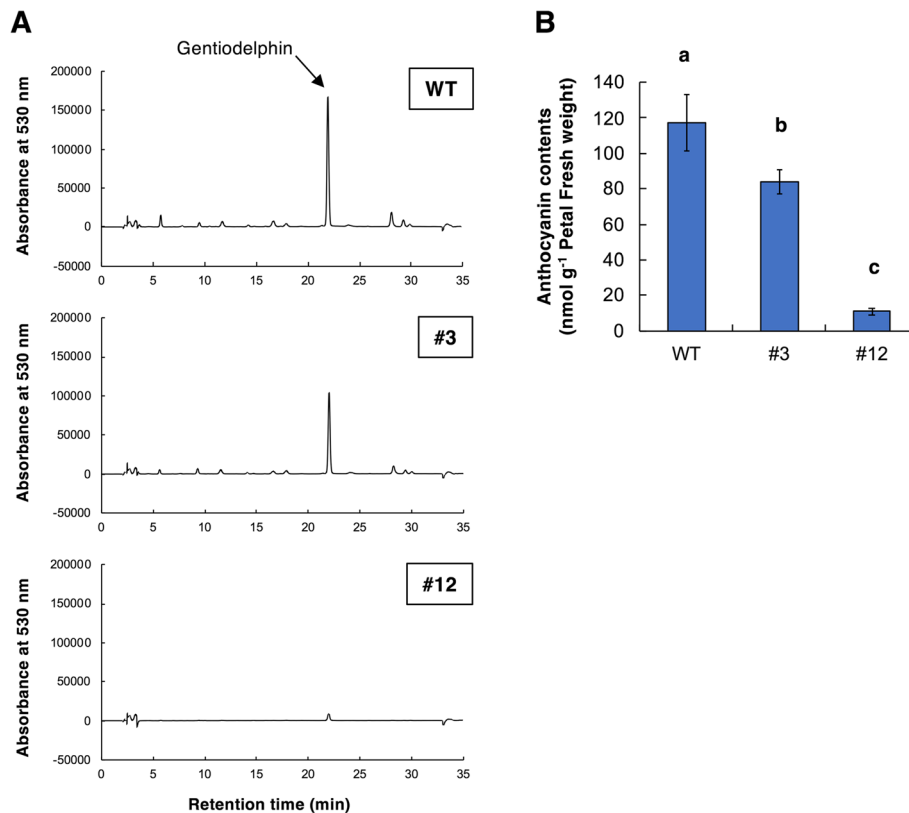 A
Gentiodelphin
WT
Absorbance at 530 nm
200000
150000
100000
50000
0
-50000
0 5 10 15 20 25 30 35
#3
Absorbance at 530 nm
200000
150000
100000
50000
0
-50000
0 5 10 15 20 25 30 35
#12
Absorbance at 530 nm
200000
150000
100000
50000
0
-50000
0 5 10 15 20 25 30 35
Retention time (min)
B
Anthocyanin contents
(nmol g⁻¹ Petal Fresh weight)
140
120
100
80
60
40
20
0
a
b
c
WT #3 #12